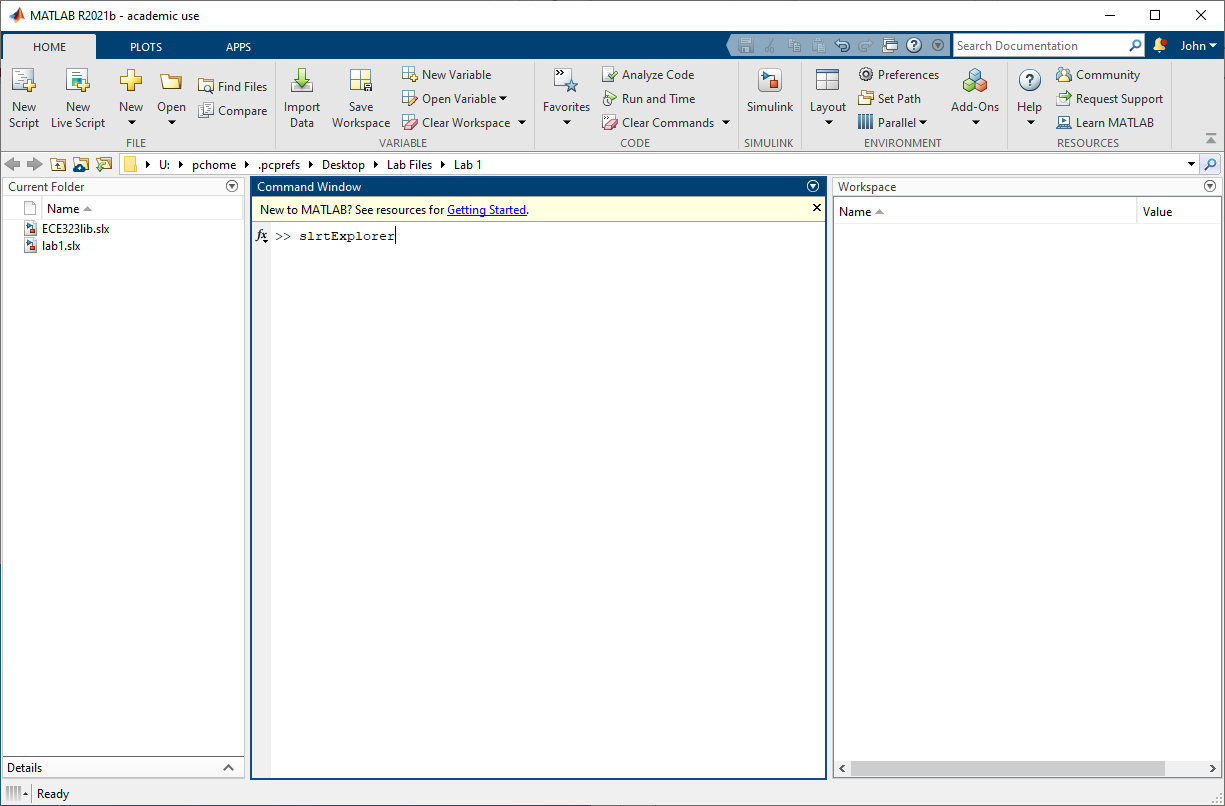 MATLAB R2021b - academic use
HOME PLOTS APPS
Search Documentation John
New Script
New Live Script
New
Open
Find Files
Compare
FILE
Import Data
Save Workspace
New Variable
Open Variable
Clear Workspace
VARIABLE
Favorites
Analyze Code
Run and Time
Clear Commands
CODE
Simulink
SIMULINK
Layout
Preferences
Set Path
Parallel
Add-Ons
ENVIRONMENT
Help
Community
Request Support
Learn MATLAB
RESOURCES
U: pchome .pcprefs Desktop Lab Files Lab 1
Current Folder
Name
ECE323lib.slx
lab1.slx
Details
Command Window
New to MATLAB? See resources for Getting Started.
fx >> slrtExplorer
Workspace
Name Value
Ready